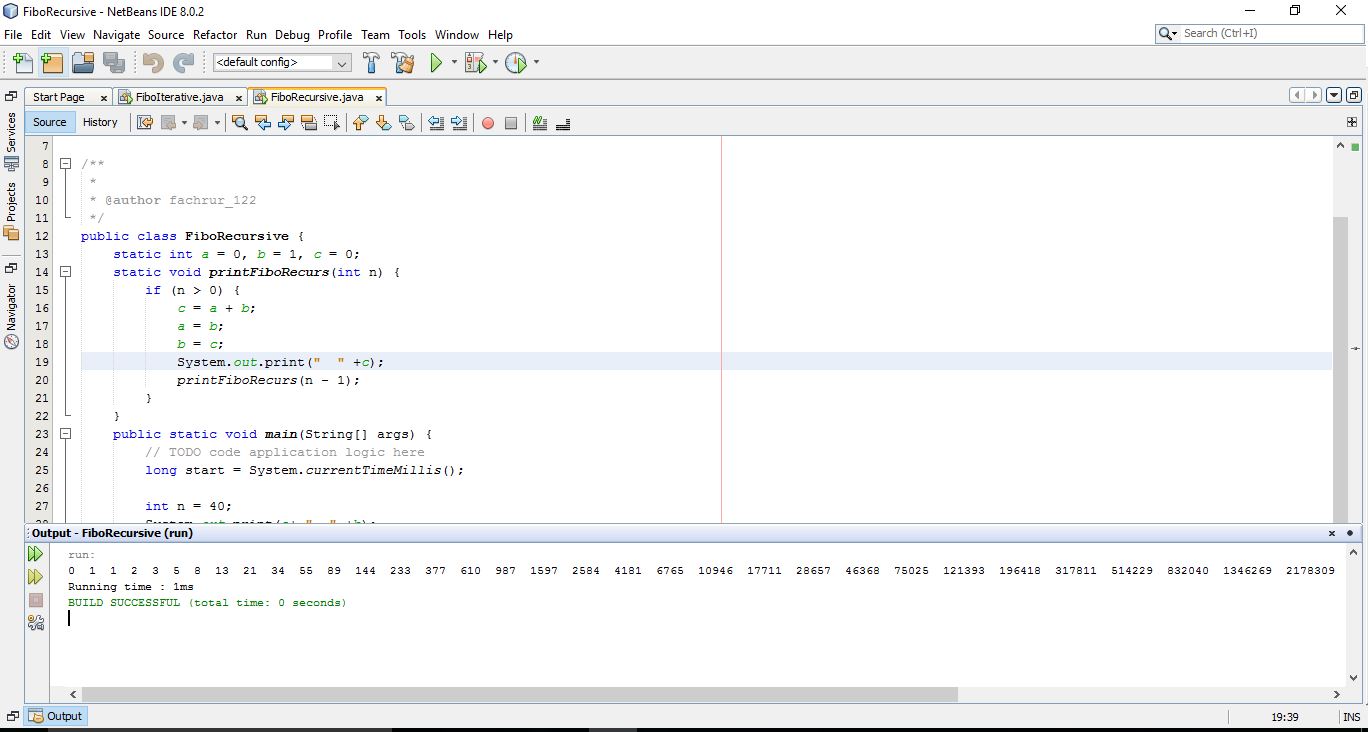 FiboRecursive - NetBeans IDE 8.0.2
File Edit View Navigate Source Refactor Run Debug Profile Team Tools Window Help
Search (Ctrl+I)
<default config>
Start Page x FiboIterative.java x FiboRecursive.java x
Source History
Services
Projects
Navigator
7
8 /**
9 *
10 * @author fachrur_122
11 */
12 public class FiboRecursive {
13 static int a = 0, b = 1, c = 0;
14 static void printFiboRecurs(int n) {
15 if (n > 0) {
16 c = a + b;
17 a = b;
18 b = c;
19 System.out.print("  " +c);
20 printFiboRecurs(n - 1);
21 }
22 }
23 public static void main(String[] args) {
24 // TODO code application logic here
25 long start = System.currentTimeMillis();
26
27 int n = 40;
Output - FiboRecursive (run)
run:
0 1 1 2 3 5 8 13 21 34 55 89 144 233 377 610 987 1597 2584 4181 6765 10946 17711 28657 46368 75025 121393 196418 317811 514229 832040 1346269 2178309
Running time : 1ms
BUILD SUCCESSFUL (total time: 0 seconds)
Output
19:39 INS